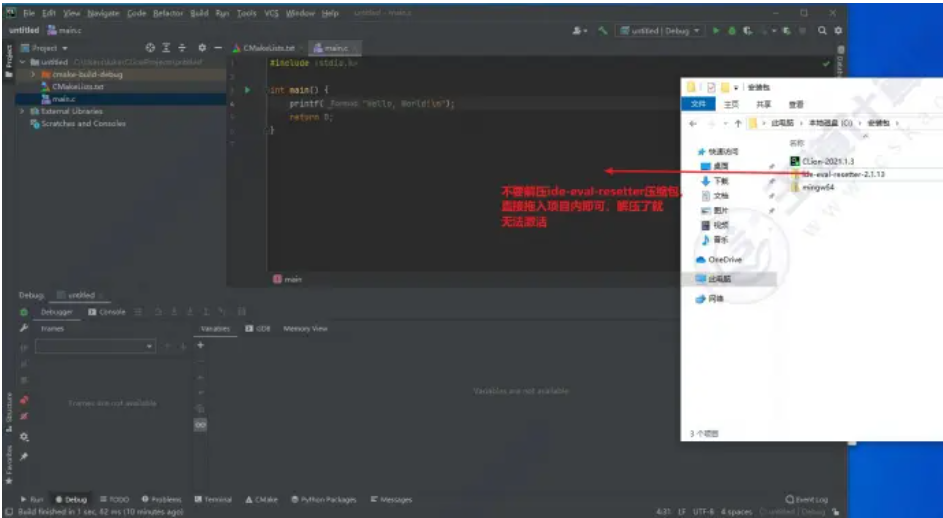 File Edit View Navigate Code Refactor Build Run Tools VCS Window Help untitled - main.c
untitled main.c
untitled | Debug
Project
CMakeLists.txt
main.c
untitled
cmake-build-debug
CMakeLists.txt
main.c
External Libraries
Scratches and Consoles
#include <stdio.h>
int main() {
printf(_Format: "Hello, World!\n");
return 0;
}
main
不要解压ide-eval-resetter压缩包,
直接拖入项目内即可，解压了就
无法激活
安装包
文件 主页 共享 查看
此电脑 > 本地磁盘 (C:) > 安装包 >
名称
快速访问
桌面
下载
文档
图片
视频
音乐
OneDrive
此电脑
网络
CLion-2021.1.3
ide-eval-resetter-2.1.13
mingw64
3 个项目
Debug: untitled
Debugger Console
Frames
Variables GDB Memory View
Frames are not available
Variables are not available
Project
Structure
Favorites
Database
Run Debug TODO Problems Terminal CMake Python Packages Messages
Event Log
Build finished in 1 sec, 82 ms (10 minutes ago)
4:31 LF UTF-8 4 spaces untitled | Debug